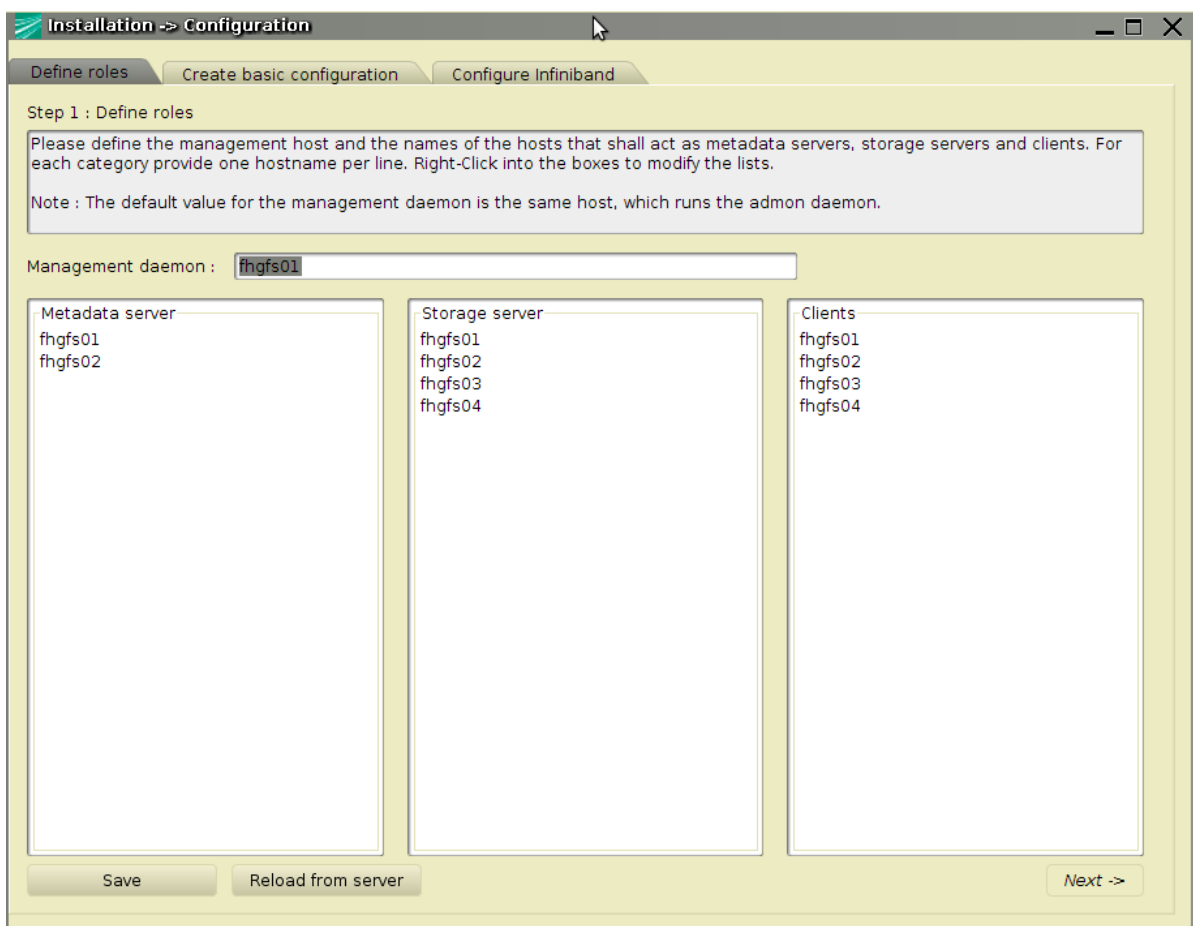 Installation -> Configuration
Define roles
Create basic configuration
Configure Infiniband
Step 1 : Define roles
Please define the management host and the names of the hosts that shall act as metadata servers, storage servers and clients. For
each category provide one hostname per line. Right-Click into the boxes to modify the lists.
Note : The default value for the management daemon is the same host, which runs the admon daemon.
Management daemon : fhgfs01
Metadata server
fhgfs01
fhgfs02
Storage server
fhgfs01
fhgfs02
fhgfs03
fhgfs04
Clients
fhgfs01
fhgfs02
fhgfs03
fhgfs04
Save
Reload from server
Next ->